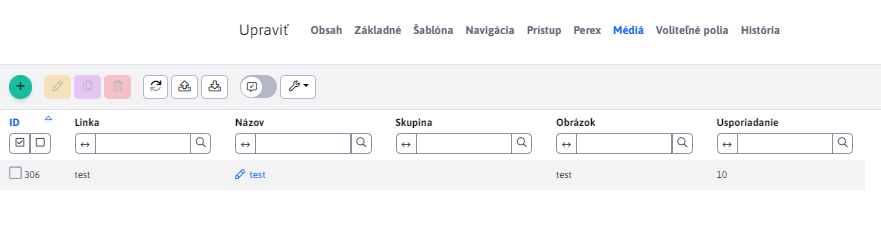 Upraviť Obsah Základné Šablóna Navigácia Prístup Perex Médiá Voliteľné polia História
ID Linka Názov Skupina Obrázok Usporiadanie
306 test test test 10